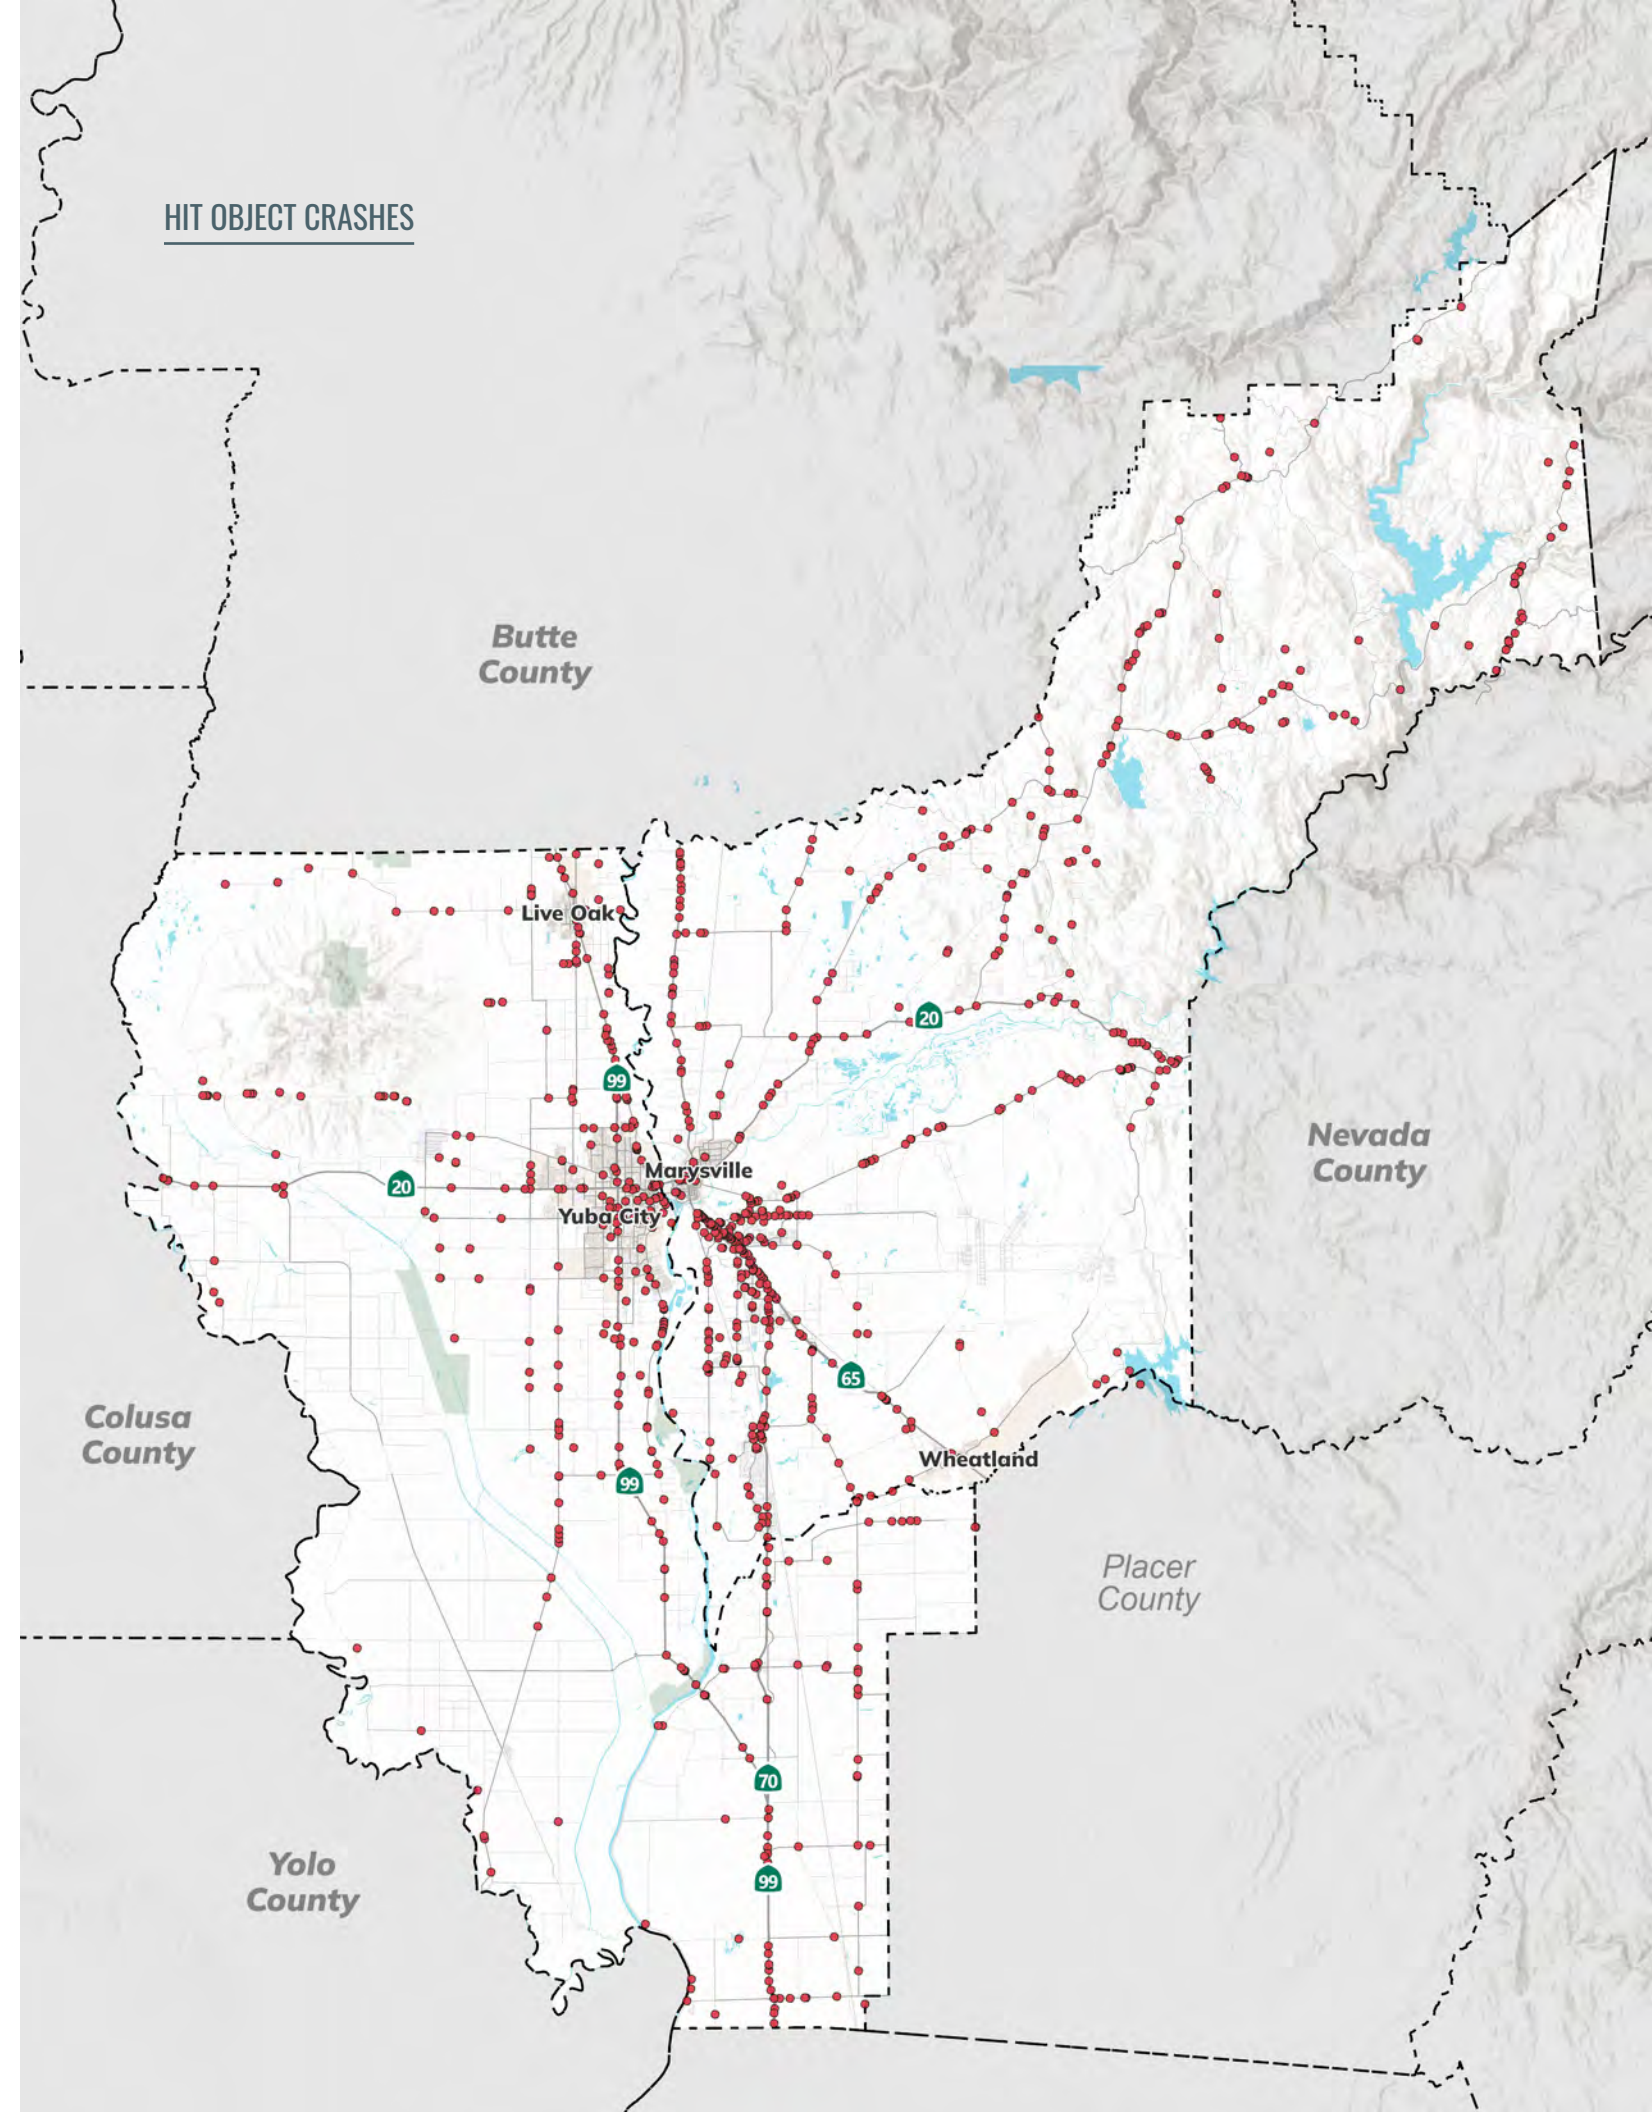 HIT OBJECT CRASHES
Butte
County
Live Oak
20
99
Nevada
County
Marysville
20
Yuba City
65
Colusa
County
Wheatland
99
Placer
County
70
Yolo
County
99